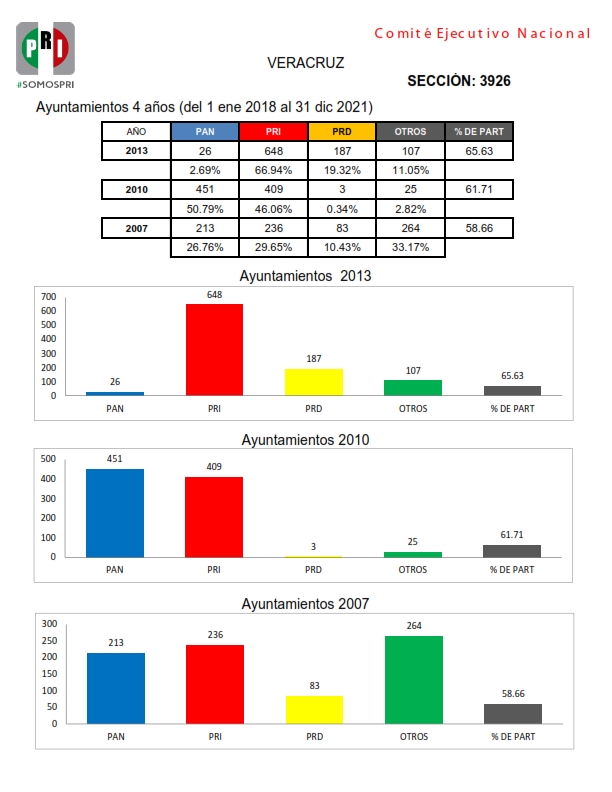 Comité Ejecutivo Nacional
PRI
#SOMOSPRI
VERACRUZ
SECCIÓN: 3926
Ayuntamientos 4 años (del 1 ene 2018 al 31 dic 2021)
AÑO PAN PRI PRD OTROS % DE PART
2013 26 648 187 107 65.63
2.69% 66.94% 19.32% 11.05%
2010 451 409 3 25 61.71
50.79% 46.06% 0.34% 2.82%
2007 213 236 83 264 58.66
26.76% 29.65% 10.43% 33.17%
Ayuntamientos 2013
700
600
500
400
300
200
100
0
26 648 187 107 65.63
PAN PRI PRD OTROS % DE PART
Ayuntamientos 2010
500
400
300
200
100
0
451 409 3 25 61.71
PAN PRI PRD OTROS % DE PART
Ayuntamientos 2007
300
250
200
150
100
50
0
213 236 83 264 58.66
PAN PRI PRD OTROS % DE PART